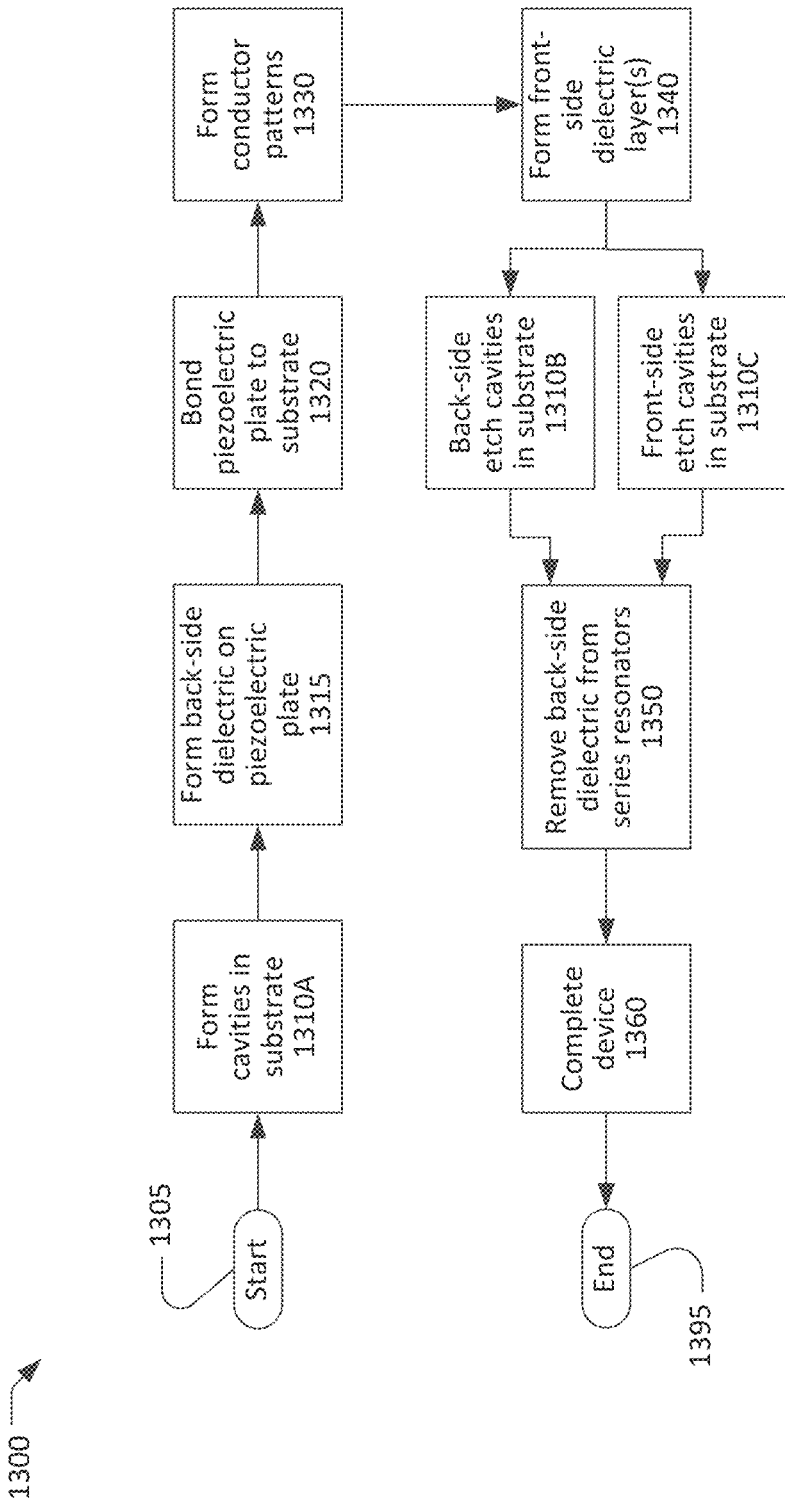 1300
1305
Start
Form
cavities in
substrate
1310A
Form back-side
dielectric on
piezoelectric
plate
1315
Bond
piezoelectric
plate to
substrate
1320
Form
conductor
patterns
1330
Form front-
side
dielectric
layer(s)
1340
Back-side
etch cavities
in substrate
1310B
Front-side
etch cavities
in substrate
1310C
Remove back-side
dielectric from
series resonators
1350
Complete
device
1360
End
1395